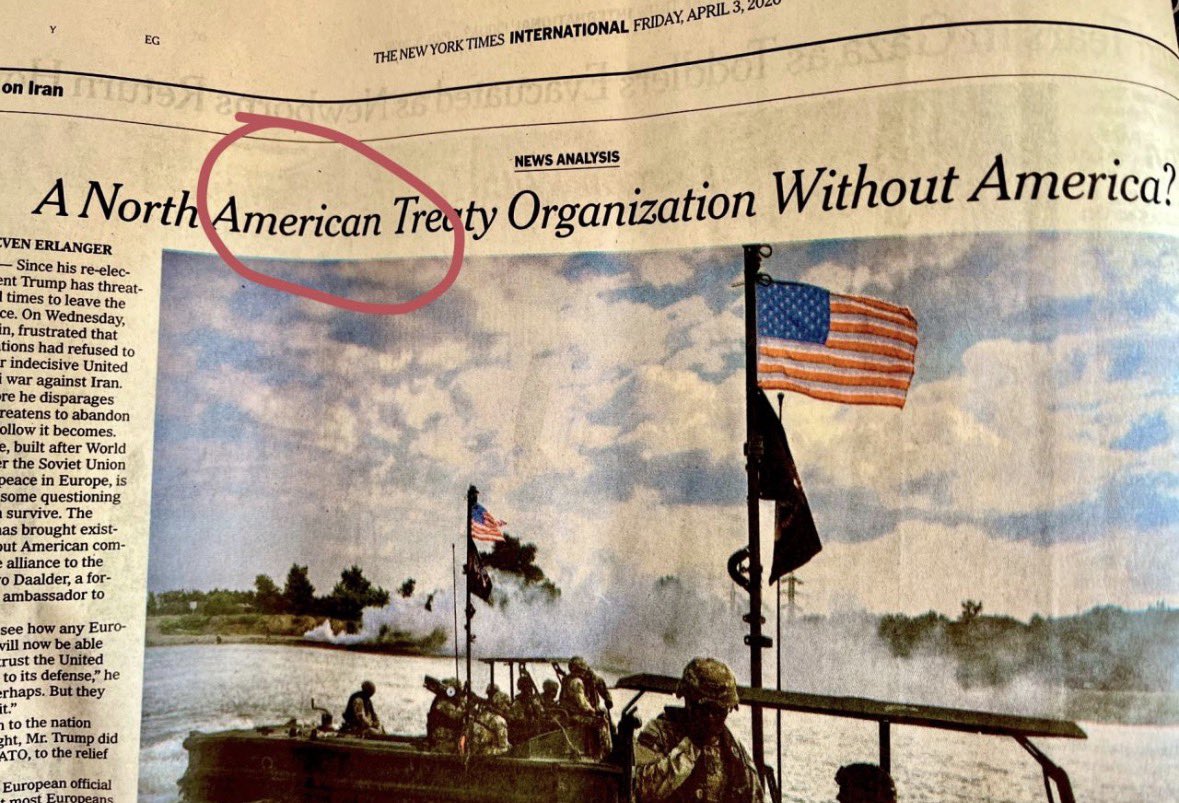 Y
EG
THE NEW YORK TIMES INTERNATIONAL FRIDAY, APRIL 3, 2026
on Iran
NEWS ANALYSIS
A North American Treaty Organization Without America?
EVEN ERLANGER
— Since his re-elec-
ent Trump has threat-
l times to leave the
ce. On Wednesday,
in, frustrated that
tions had refused to
r indecisive United
i war against Iran.
ore he disparages
reatens to abandon
ollow it becomes.
e, built after World
er the Soviet Union
peace in Europe, is
some questioning
n survive. The
has brought exist-
out American com-
e alliance to the
o Daalder, a for-
ambassador to
see how any Euro-
will now be able
trust the United
to its defense,” he
erhaps. But they
it.”
n to the nation
ght, Mr. Trump did
ATO, to the relief
European official
t most Europeans